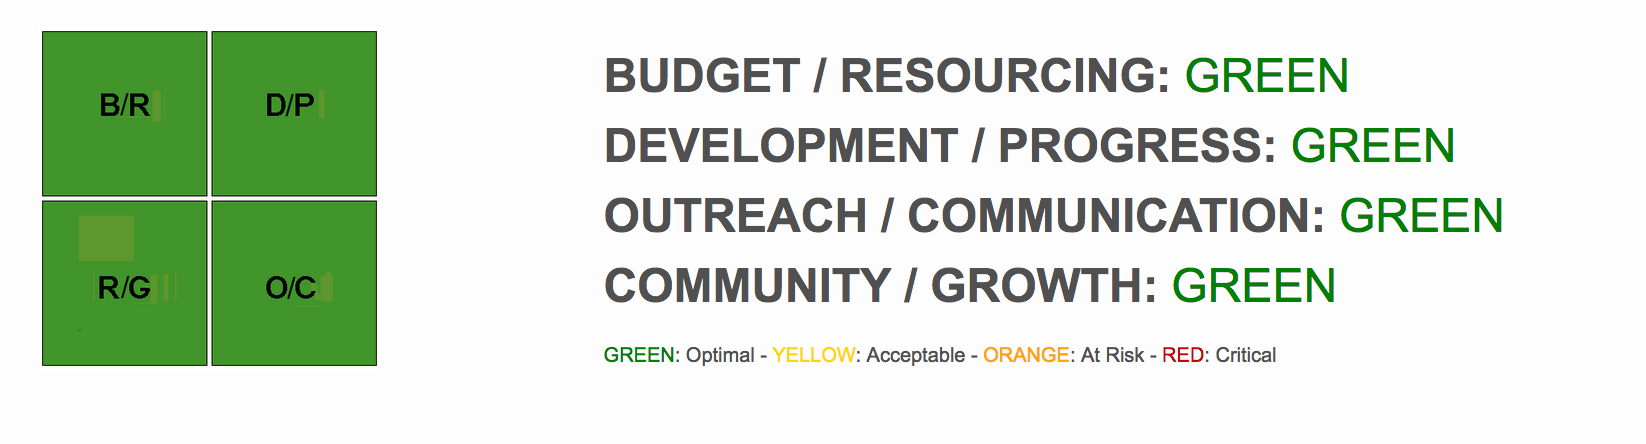 B/R D/P
R/G O/C
BUDGET / RESOURCING: GREEN
DEVELOPMENT / PROGRESS: GREEN
OUTREACH / COMMUNICATION: GREEN
COMMUNITY / GROWTH: GREEN
GREEN: Optimal - YELLOW: Acceptable - ORANGE: At Risk - RED: Critical